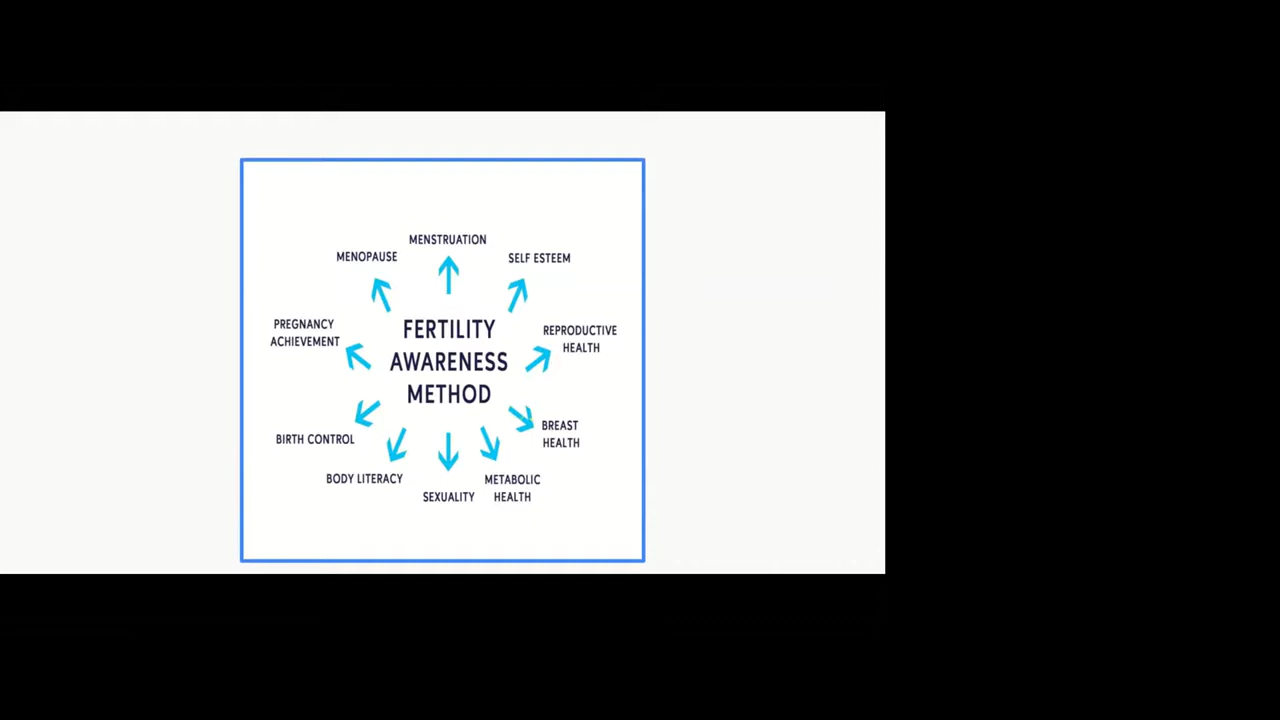 MENSTRUATION
MENOPAUSE
SELF ESTEEM
PREGNANCY
ACHIEVEMENT
FERTILITY
AWARENESS
METHOD
REPRODUCTIVE
HEALTH
BIRTH CONTROL
BREAST
HEALTH
BODY LITERACY
SEXUALITY
METABOLIC
HEALTH